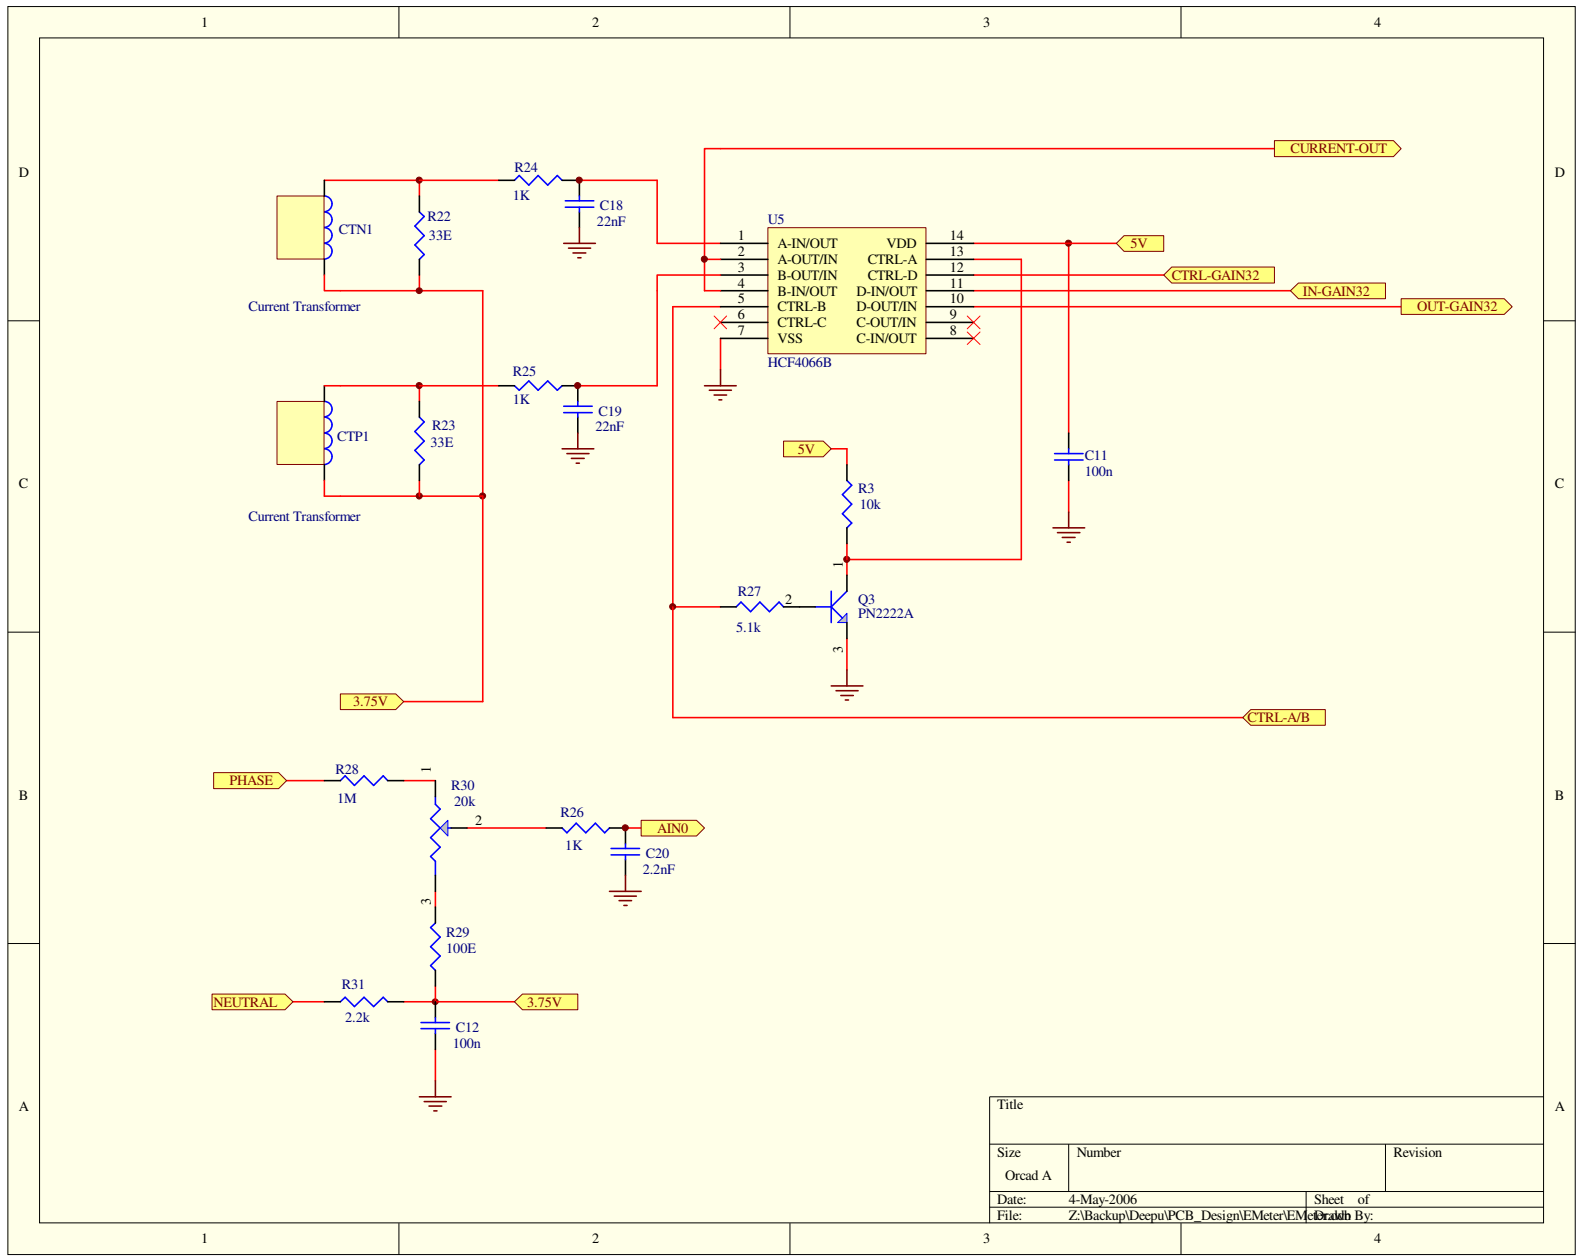 1 2 3 4
D D
C C
B B
A A
CURRENT-OUT
R24
1K
C18
22nF
CTN1
R22
33E
Current Transformer
U5
1 A-IN/OUT VDD 14
2 A-OUT/IN CTRL-A 13
3 B-OUT/IN CTRL-D 12
4 B-IN/OUT D-IN/OUT 11
5 CTRL-B D-OUT/IN 10
6 CTRL-C C-OUT/IN 9
7 VSS C-IN/OUT 8
HCF4066B
5V
CTRL-GAIN32
IN-GAIN32
OUT-GAIN32
R25
1K
C19
22nF
CTP1
R23
33E
Current Transformer
5V
R3
10k
C11
100n
1
R27
5.1k
2
Q3
PN2222A
3
3.75V
CTRL-A/B
PHASE
R28
1M
1
R30
20k
2
R26
1K
AIN0
C20
2.2nF
3
R29
100E
NEUTRAL
R31
2.2k
3.75V
C12
100n
Title
Size Number Revision
Orcad A
Date: 4-May-2006 Sheet of
File: Z:\Backup\Deepu\PCB_Design\EMeter\ By:
1 2 3 4